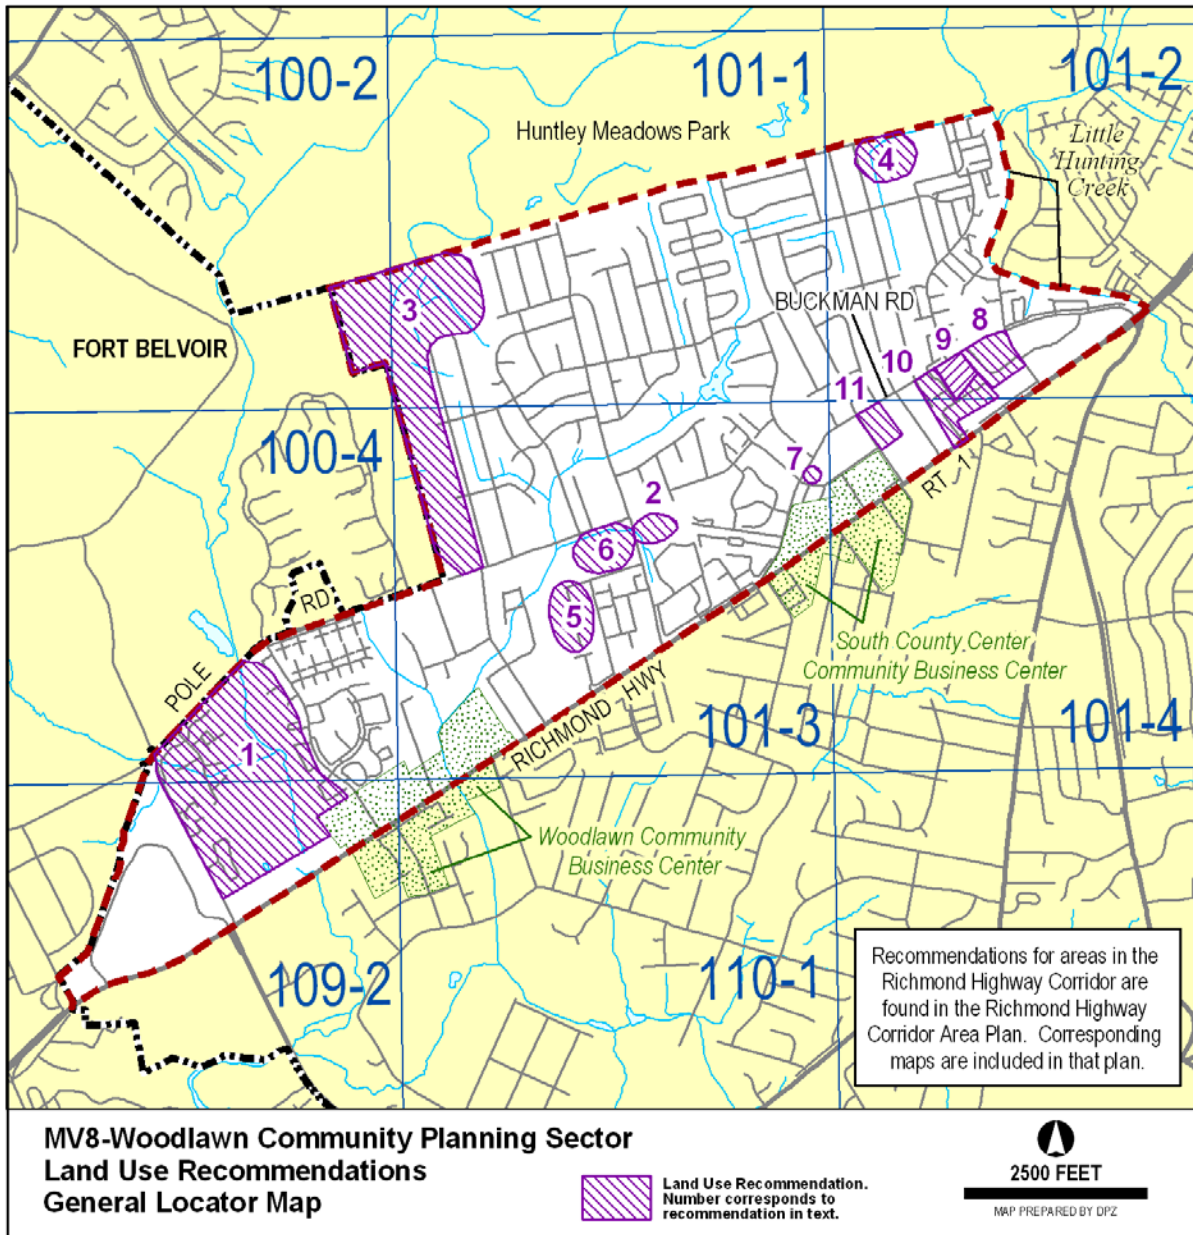 100-2
101-1
101-2
Huntley Meadows Park
Little
Hunting
Creek
4
3
BUCKMAN RD
FORT BELVOIR
8
9
10
11
100-4
7
2
RT 1
6
RD
5
South County Center
Community Business Center
POLE
RICHMOND HWY
101-3
101-4
1
Woodlawn Community
Business Center
109-2
110-1
Recommendations for areas in the
Richmond Highway Corridor are
found in the Richmond Highway
Corridor Area Plan. Corresponding
maps are included in that plan.
MV8-Woodlawn Community Planning Sector
Land Use Recommendations
General Locator Map
Land Use Recommendation.
Number corresponds to
recommendation in text.
2500 FEET
MAP PREPARED BY DPZ